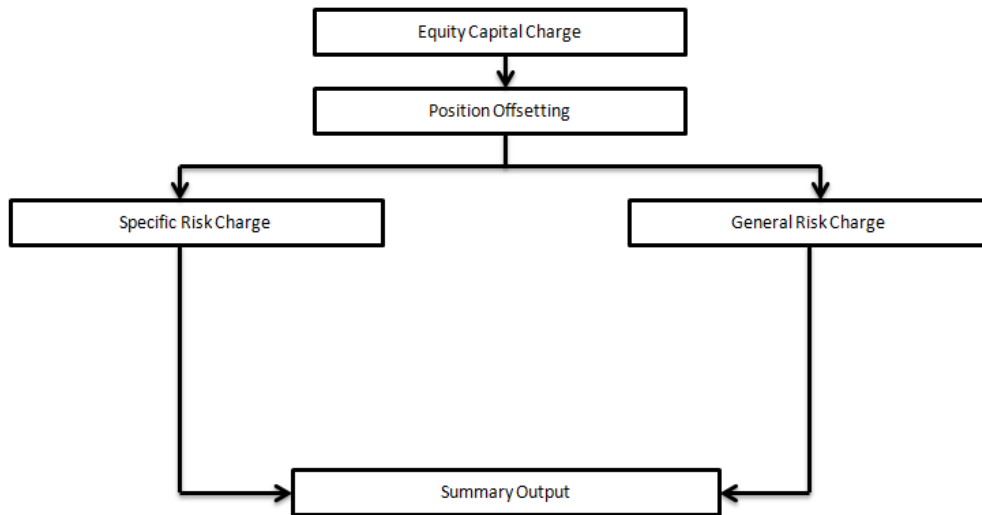 Equity Capital Charge
Position Offsetting
Specific Risk Charge
General Risk Charge
Summary Output